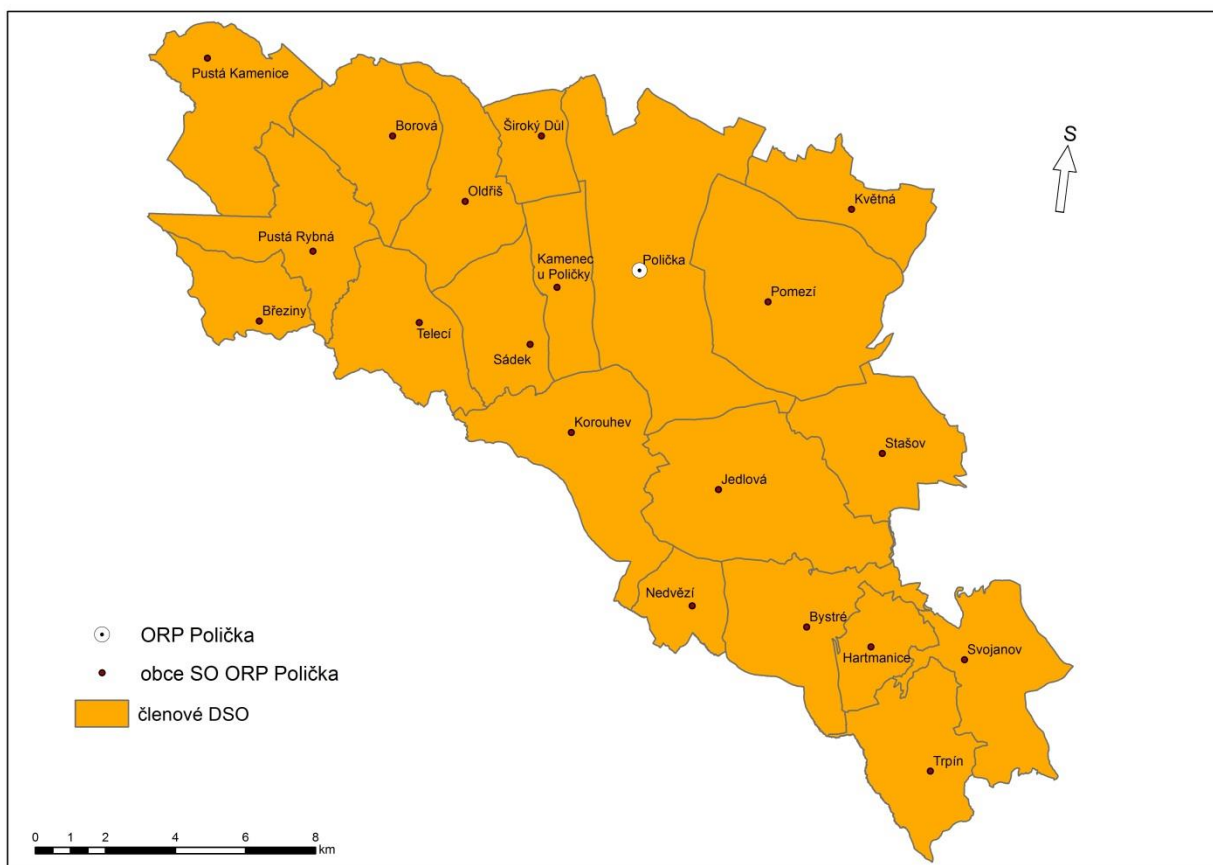 Pustá Kamenice
Borová
Široký Důl
S
Oldřiš
Květná
Pustá Rybná
Kamenec
u Poličky
Polička
Pomezí
Březiny
Telecí
Sádek
Korouhev
Stašov
Jedlová
Nedvězí
Bystré
Hartmanice
Svojanov
Trpín
ORP Polička
obce SO ORP Polička
členové DSO
0 1 2 4 6 8
km